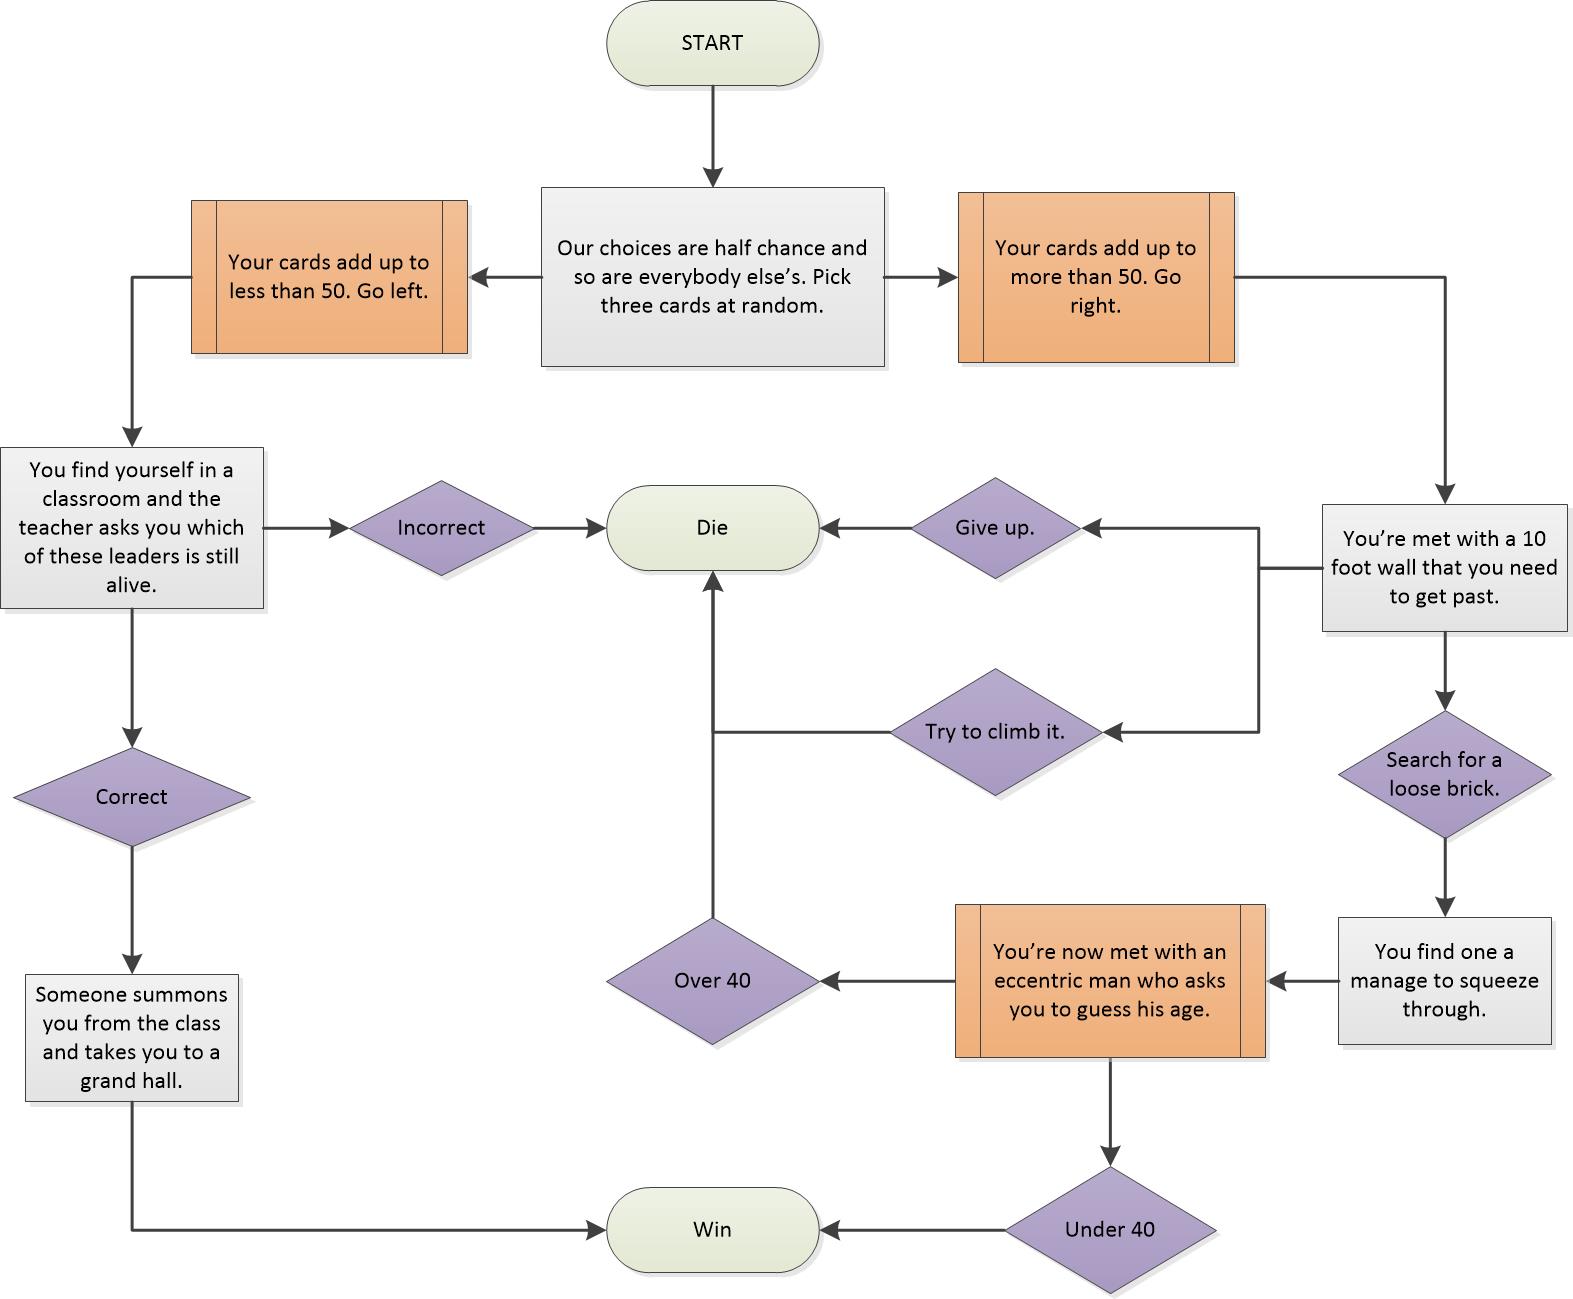 START
Your cards add up to
less than 50. Go left.
Our choices are half chance and
so are everybody else’s. Pick
three cards at random.
Your cards add up to
more than 50. Go
right.
You find yourself in a
classroom and the
teacher asks you which
of these leaders is still
alive.
Incorrect
Die
Give up.
You’re met with a 10
foot wall that you need
to get past.
Try to climb it.
Correct
Search for a
loose brick.
Over 40
You’re now met with an
eccentric man who asks
you to guess his age.
You find one a
manage to squeeze
through.
Someone summons
you from the class
and takes you to a
grand hall.
Win
Under 40